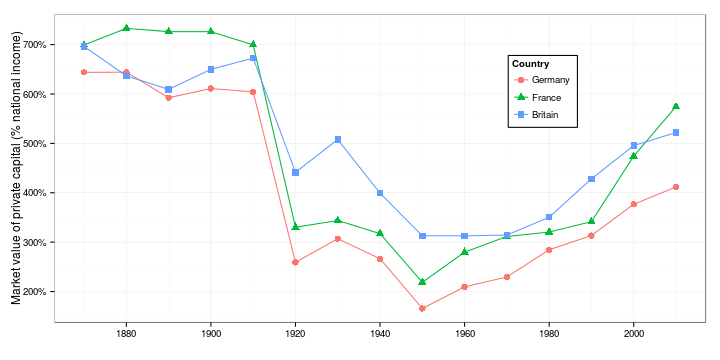 Market value of private capital (% national income)
700%
600%
500%
400%
300%
200%
Country
Germany
France
Britain
1880
1900
1920
1940
1960
1980
2000